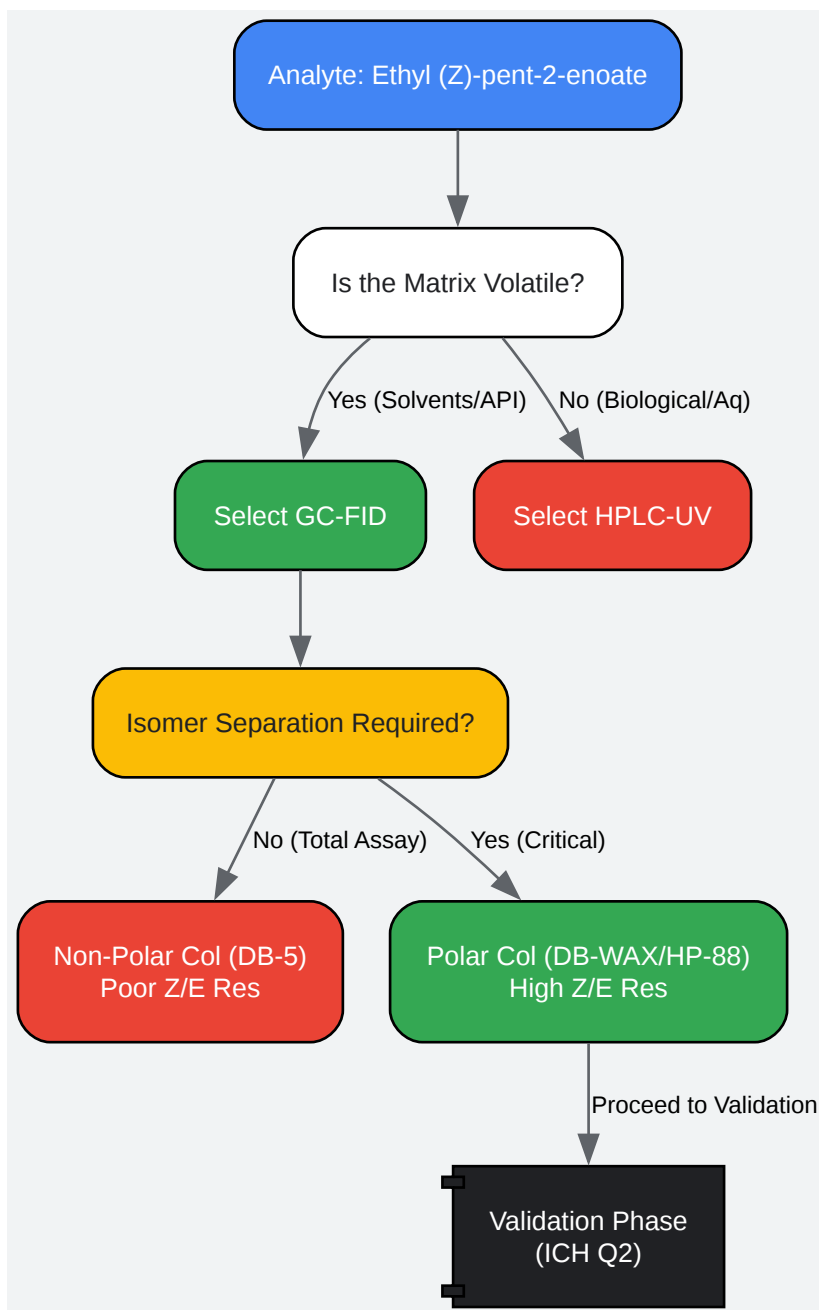 Analyte: Ethyl (Z)-pent-2-enoate
Is the Matrix Volatile?
Yes (Solvents/API)
No (Biological/Aq)
Select GC-FID
Select HPLC-UV
Isomer Separation Required?
No (Total Assay)
Yes (Critical)
Non-Polar Col (DB-5)
Poor Z/E Res
Polar Col (DB-WAX/HP-88)
High Z/E Res
Proceed to Validation
Validation Phase
(ICH Q2)